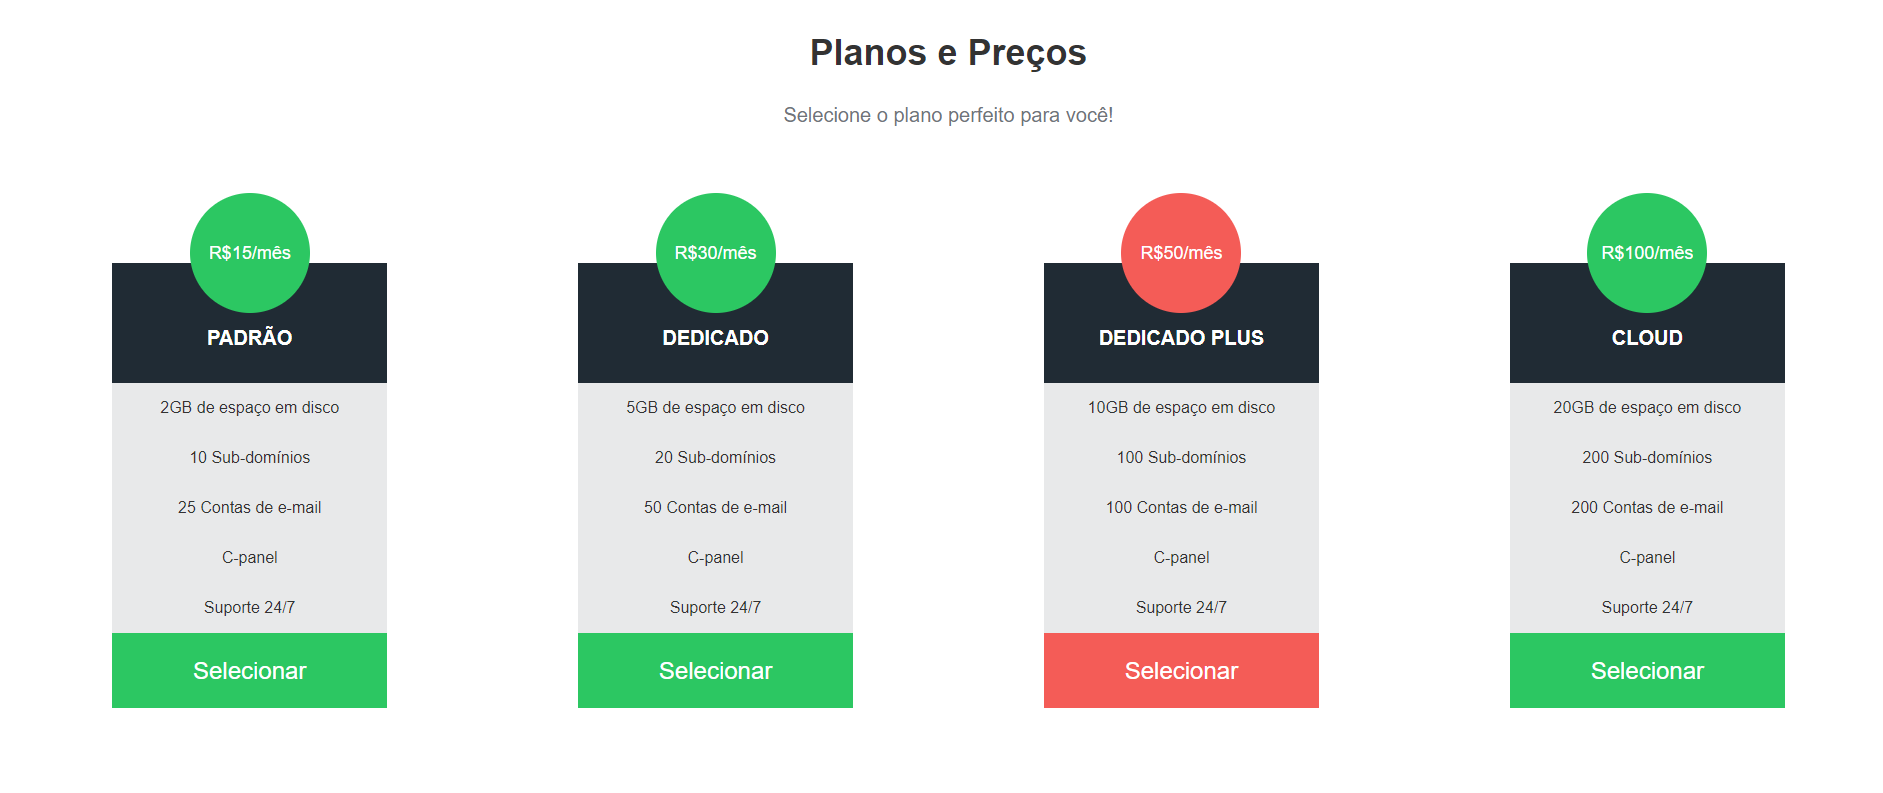 Planos e Preços
Selecione o plano perfeito para você!
R$15/mês
PADRÃO
2GB de espaço em disco
10 Sub-domínios
25 Contas de e-mail
C-panel
Suporte 24/7
Selecionar
R$30/mês
DEDICADO
5GB de espaço em disco
20 Sub-domínios
50 Contas de e-mail
C-panel
Suporte 24/7
Selecionar
R$50/mês
DEDICADO PLUS
10GB de espaço em disco
100 Sub-domínios
100 Contas de e-mail
C-panel
Suporte 24/7
Selecionar
R$100/mês
CLOUD
20GB de espaço em disco
200 Sub-domínios
200 Contas de e-mail
C-panel
Suporte 24/7
Selecionar